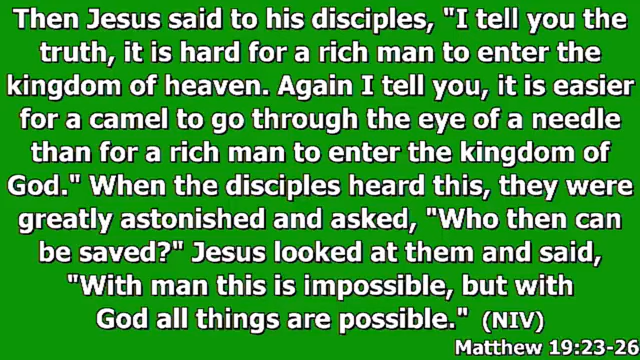 Then Jesus said to his disciples, "I tell you the
truth, it is hard for a rich man to enter the
kingdom of heaven. Again I tell you, it is easier
for a camel to go through the eye of a needle
than for a rich man to enter the kingdom of
God." When the disciples heard this, they were
greatly astonished and asked, "Who then can
be saved?" Jesus looked at them and said,
"With man this is impossible, but with
God all things are possible." (NIV)
Matthew 19:23-26